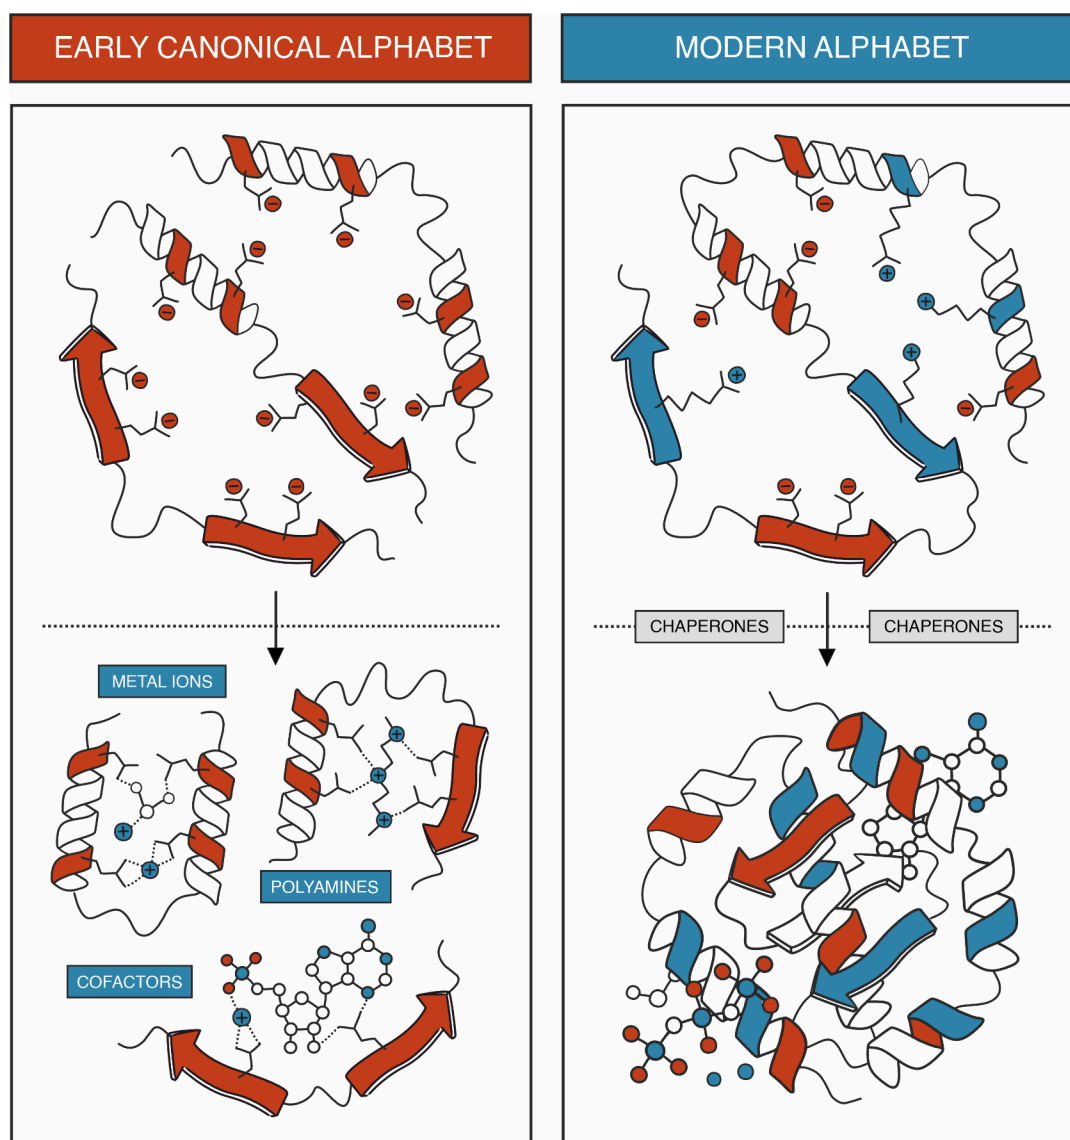 EARLY CANONICAL ALPHABET
MODERN ALPHABET
CHAPERONES
CHAPERONES
METAL IONS
POLYAMINES
COFACTORS